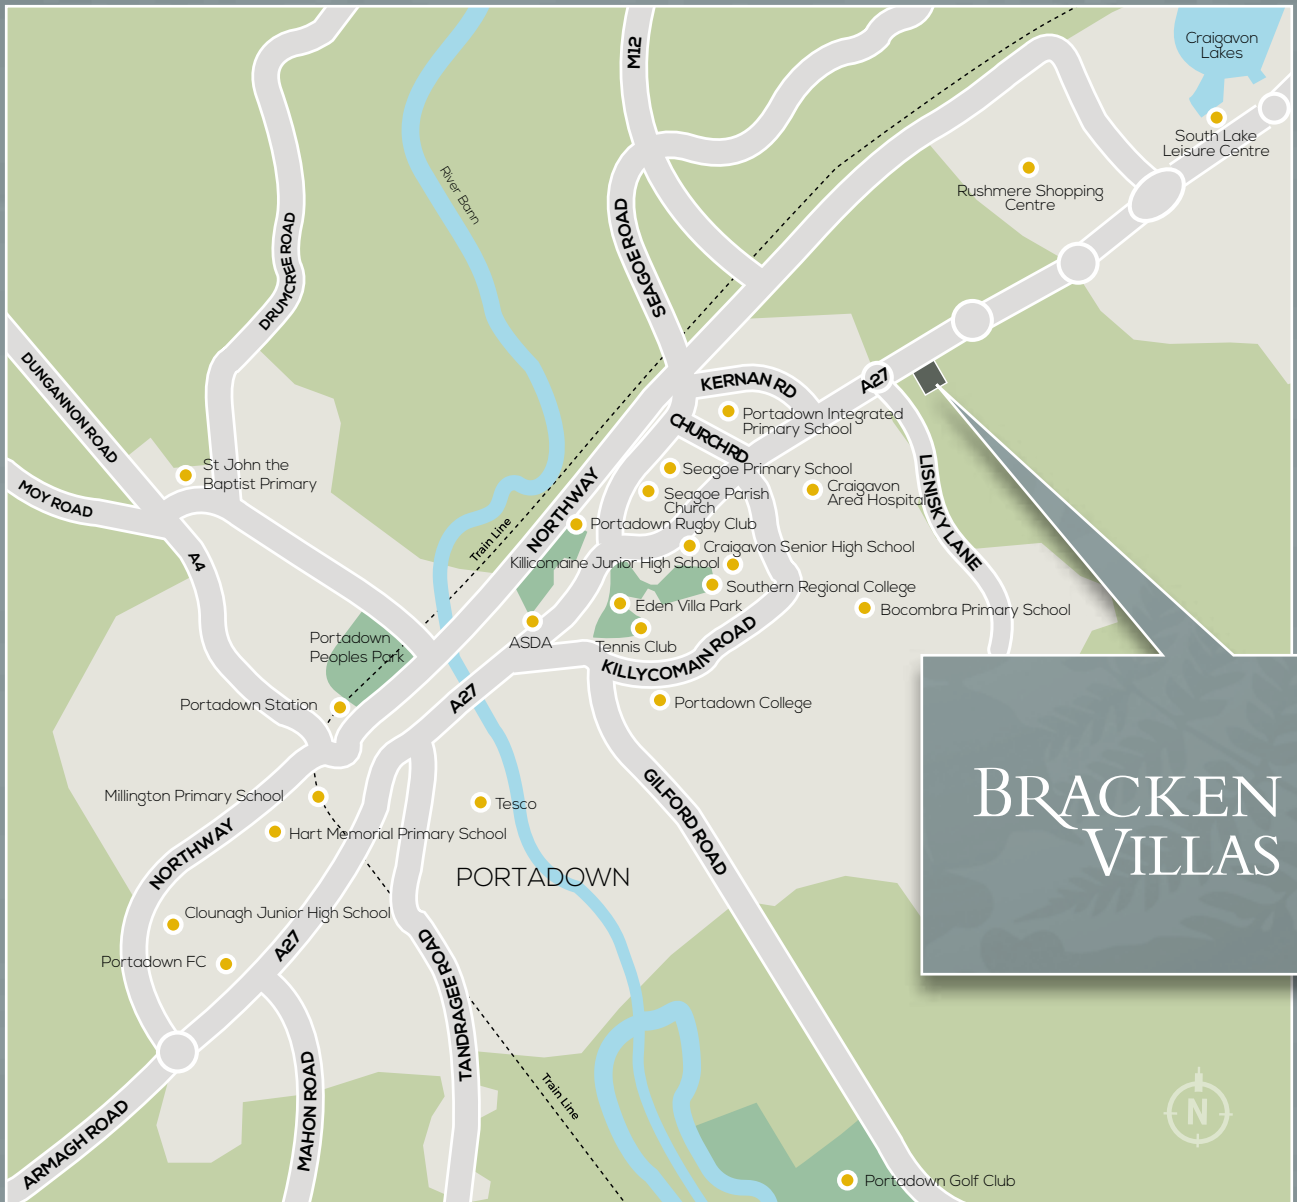 M12
Craigavon
Lakes
South Lake
Leisure Centre
Rushmere Shopping
Centre
River Bann
DRUMCREE ROAD
SEAGOE ROAD
DUNGANNON ROAD
KERNAN RD
A27
Portadown Integrated
Primary School
CHURCH RD
St John the
Baptist Primary
MOY ROAD
Seagoe Primary School
Seagoe Parish
Church
Craigavon
Area Hospital
LISNISKY LANE
NORTHWAY
Train Line
Portadown Rugby Club
Craigavon Senior High School
Killicomaine Junior High School
A4
Southern Regional College
Eden Villa Park
Bocombra Primary School
ASDA
Tennis Club
Portadown
Peoples Park
KILLYCOMAIN ROAD
A27
Portadown Station
Portadown College
Millington Primary School
Tesco
Hart Memorial Primary School
NORTHWAY
GILFORD ROAD
BRACKEN
VILLAS
PORTADOWN
Clounagh Junior High School
A27
Portadown FC
TANDRAGEE ROAD
Train Line
MAHON ROAD
ARMAGH ROAD
N
Portadown Golf Club